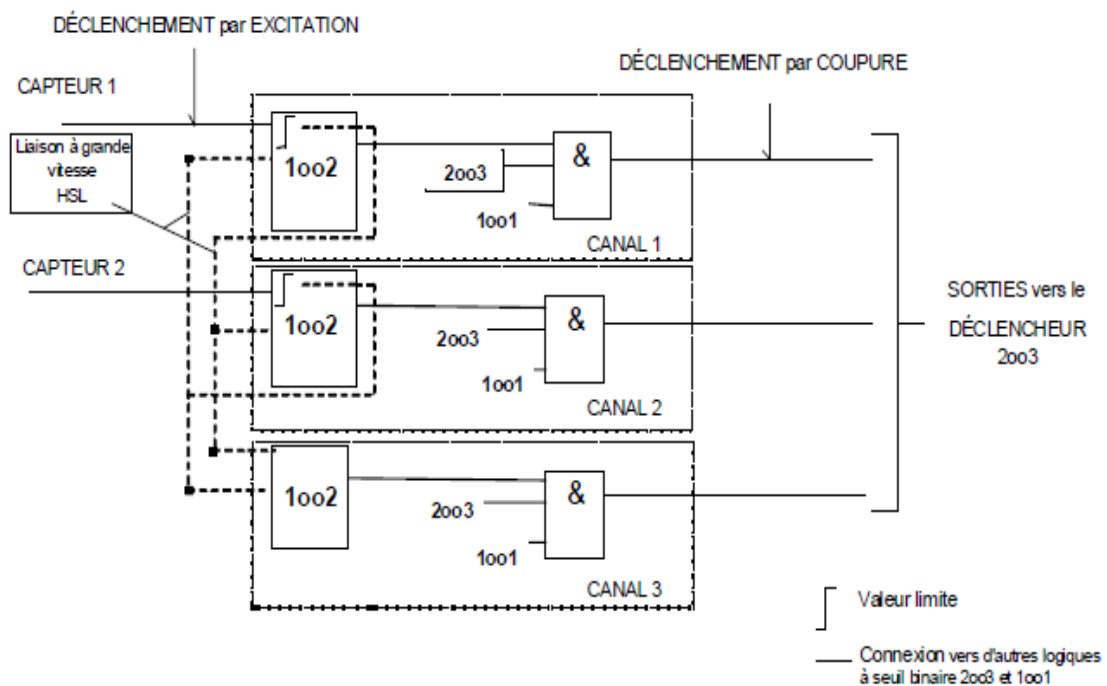 DÉCLENCHEMENT par EXCITATION
DÉCLENCHEMENT par COUPURE
CAPTEUR 1
Liaison à grande
vitesse
HSL
1oo2
2oo3
1oo1
&
CANAL 1
CAPTEUR 2
1oo2
2oo3
1oo1
&
CANAL 2
SORTIES vers le
DÉCLENCHEUR
2oo3
1oo2
2oo3
1oo1
&
CANAL 3
Valeur limite
Connexion vers d'autres logiques
à seuil binaire 2oo3 et 1oo1